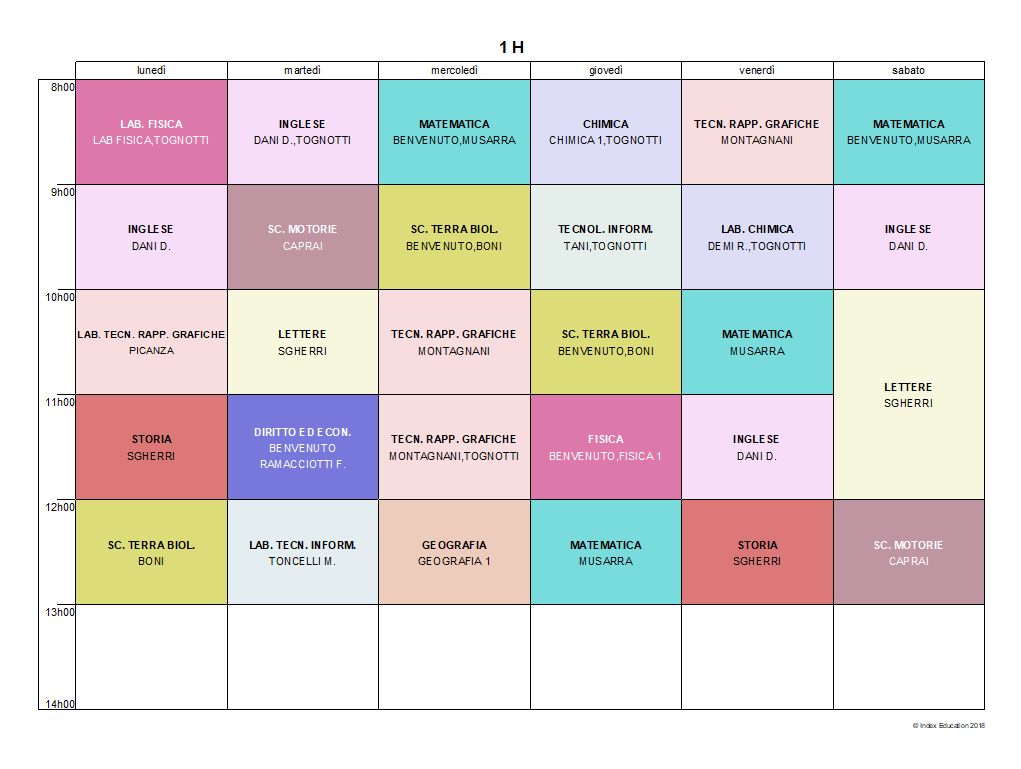 1 H
lunedì martedì mercoledì giovedì venerdì sabato
8h00
LAB. FISICA
LAB FISICA,TOGNOTTI
INGLESE
DANI D.,TOGNOTTI
MATEMATICA
BENVENUTO,MUSARRA
CHIMICA
CHIMICA 1,TOGNOTTI
TECN. RAPP. GRAFICHE
MONTAGNANI
MATEMATICA
BENVENUTO,MUSARRA
9h00
INGLESE
DANI D.
SC. MOTORIE
CAPRAI
SC. TERRA BIOL.
BENVENUTO,BONI
TECNOL. INFORM.
TANI,TOGNOTTI
LAB. CHIMICA
DEMI R.,TOGNOTTI
INGLESE
DANI D.
10h00
LAB. TECN. RAPP. GRAFICHE
PICANZA
LETTERE
SGHERRI
TECN. RAPP. GRAFICHE
MONTAGNANI
SC. TERRA BIOL.
BENVENUTO,BONI
MATEMATICA
MUSARRA
LETTERE
SGHERRI
11h00
STORIA
SGHERRI
DIRITTO ED ECON.
BENVENUTO
RAMACCIOTTI F.
TECN. RAPP. GRAFICHE
MONTAGNANI,TOGNOTTI
FISICA
BENVENUTO,FISICA 1
INGLESE
DANI D.
12h00
SC. TERRA BIOL.
BONI
LAB. TECN. INFORM.
TONCELLI M.
GEOGRAFIA
GEOGRAFIA 1
MATEMATICA
MUSARRA
STORIA
SGHERRI
SC. MOTORIE
CAPRAI
13h00
14h00
© Index Education 2018